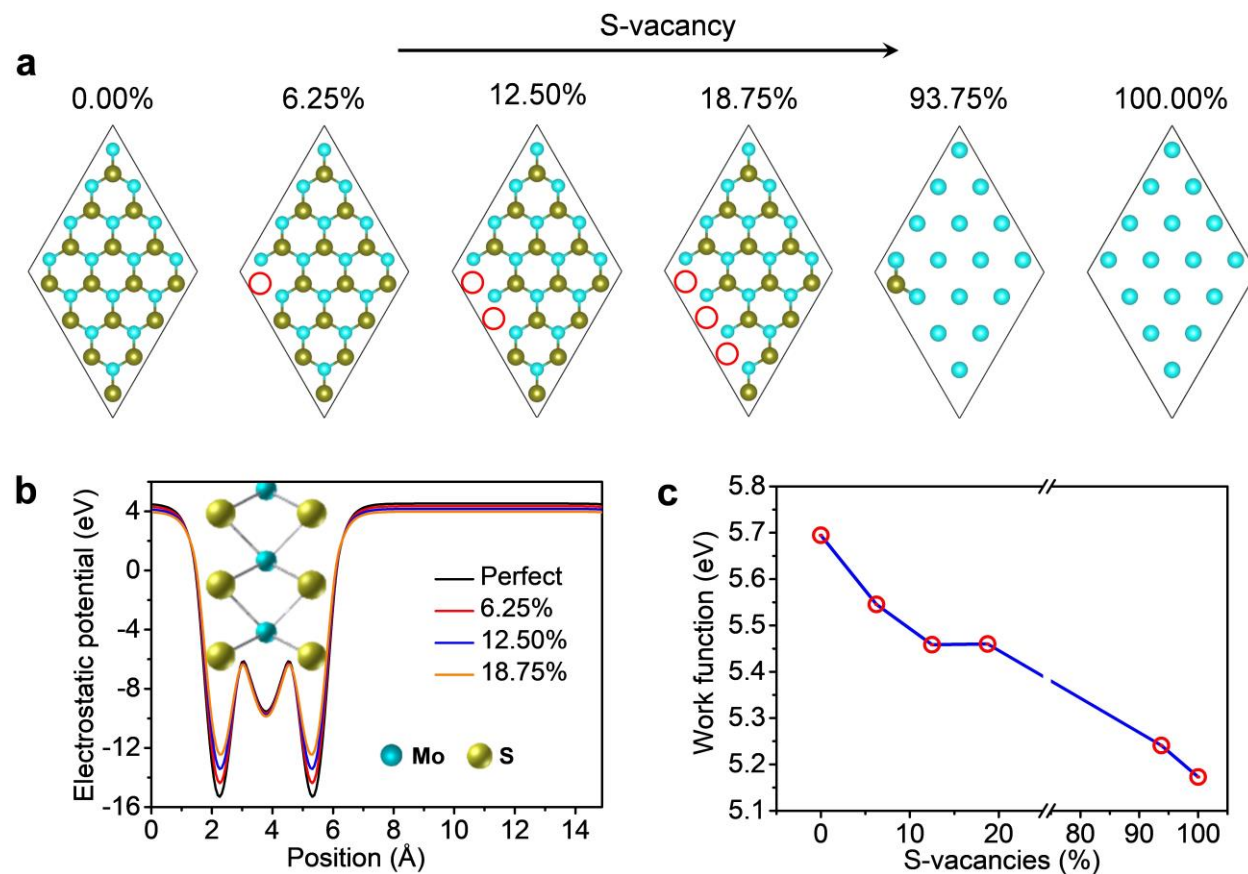 S-vacancy
a
0.00% 6.25% 12.50% 18.75% 93.75% 100.00%
b
Electrostatic potential (eV)
4
0
-4
-8
-12
-16
0 2 4 6 8 10 12 14
Position (Å)
Perfect
6.25%
12.50%
18.75%
Mo S
c
Work function (eV)
5.8
5.7
5.6
5.5
5.4
5.3
5.2
5.1
0 10 20 80 90 100
S-vacancies (%)